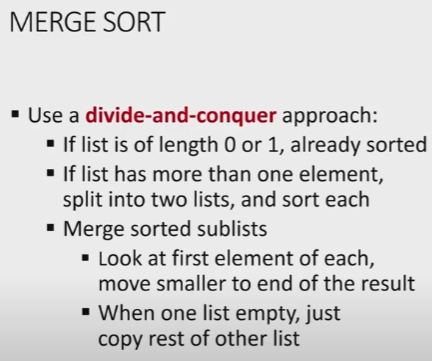 MERGE SORT
▪ Use a divide-and-conquer approach:
▪ If list is of length 0 or 1, already sorted
▪ If list has more than one element,
split into two lists, and sort each
▪ Merge sorted sublists
▪ Look at first element of each,
move smaller to end of the result
▪ When one list empty, just
copy rest of other list